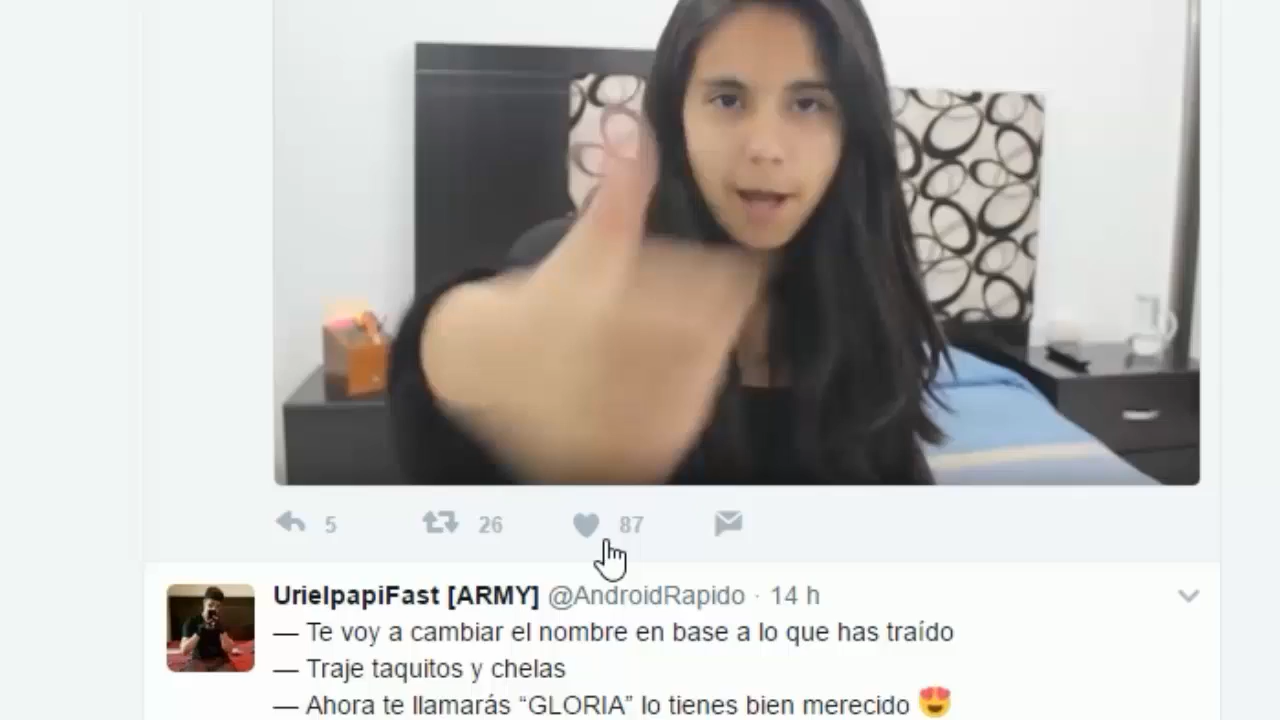 5 26 87
UrielpapiFast [ARMY] @AndroidRapido · 14 h
— Te voy a cambiar el nombre en base a lo que has traído
— Traje taquitos y chelas
— Ahora te llamarás “GLORIA” lo tienes bien merecido 😍